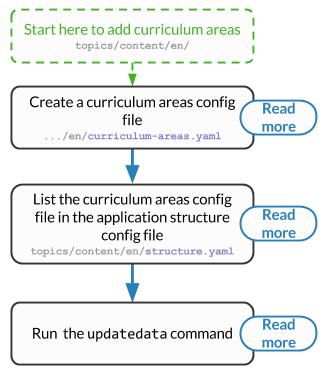 Start here to add curriculum areas
topics/content/en/
Create a curriculum areas config
file
.../en/curriculum-areas.yaml
Read
more
List the curriculum areas config
file in the application structure
config file
topics/content/en/structure.yaml
Read
more
Run the updatedata command
Read
more